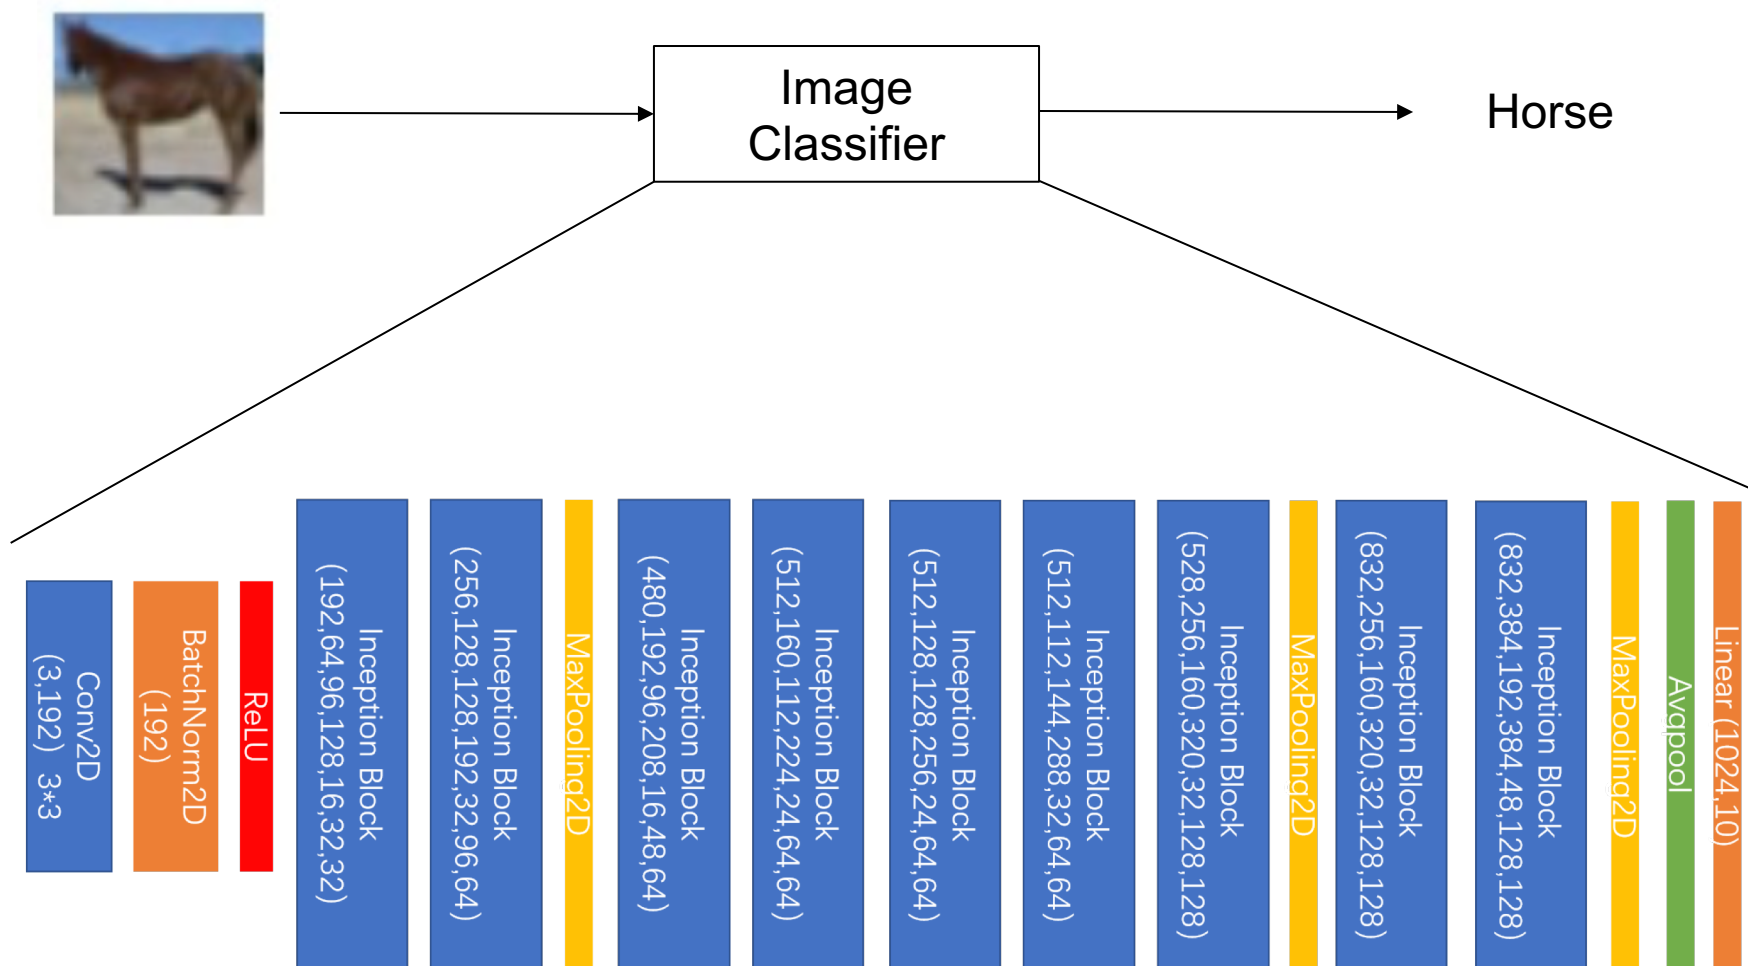 Image
Classifier
Horse
Conv2D
(3,192) 3*3
BatchNorm2D
(192)
ReLU
Inception Block
(192,64,96,128,16,32,32)
Inception Block
(256,128,128,192,32,96,64)
MaxPooling2D
Inception Block
(480,192,96,208,16,48,64)
Inception Block
(512,160,112,224,24,64,64)
Inception Block
(512,128,128,256,24,64,64)
Inception Block
(512,112,144,288,32,64,64)
Inception Block
(528,256,160,320,32,128,128)
MaxPooling2D
Inception Block
(832,256,160,320,32,128,128)
Inception Block
(832,384,192,384,48,128,128)
MaxPooling2D
Avgpool
Linear (1024,10)